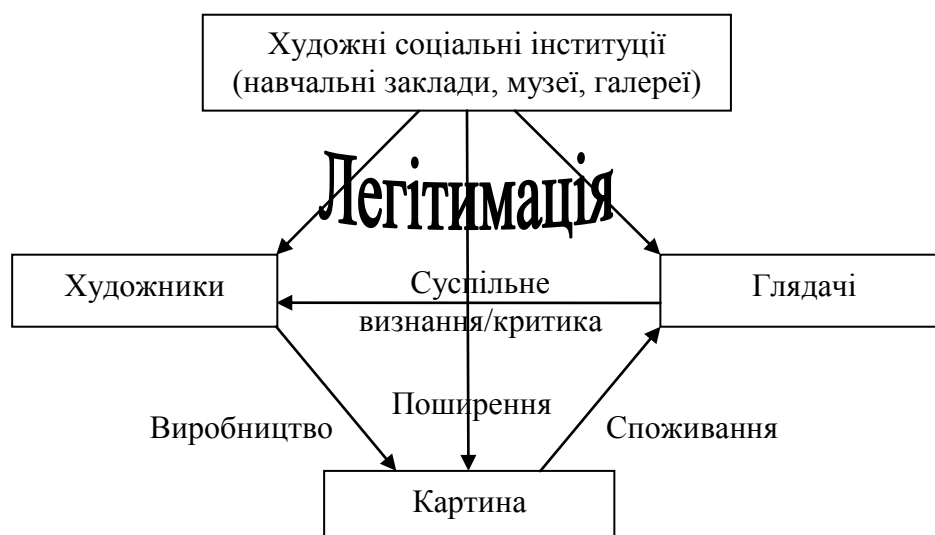 Художні соціальні інституції
(навчальні заклади, музеї, галереї)
Легітимація
Художники
Суспільне
визнання/критика
Глядачі
Виробництво
Поширення
Споживання
Картина